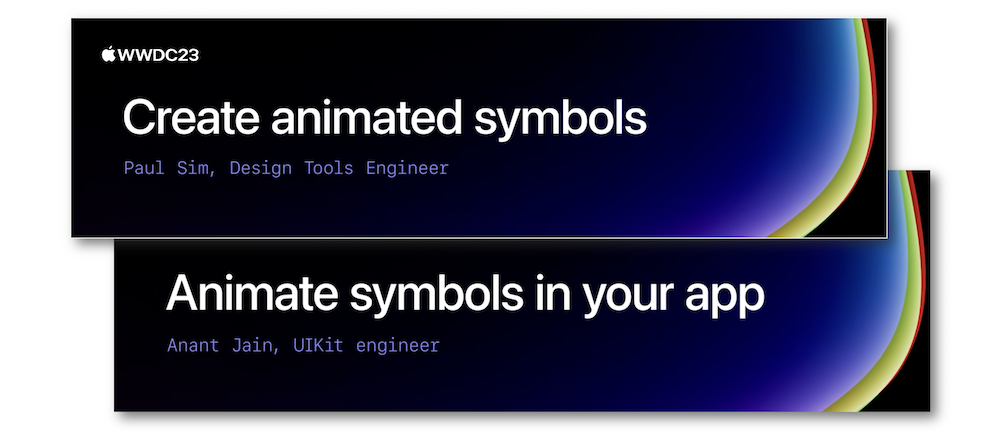 WWDC23
Create animated symbols
Paul Sim, Design Tools Engineer
Animate symbols in your app
Anant Jain, UIKit engineer